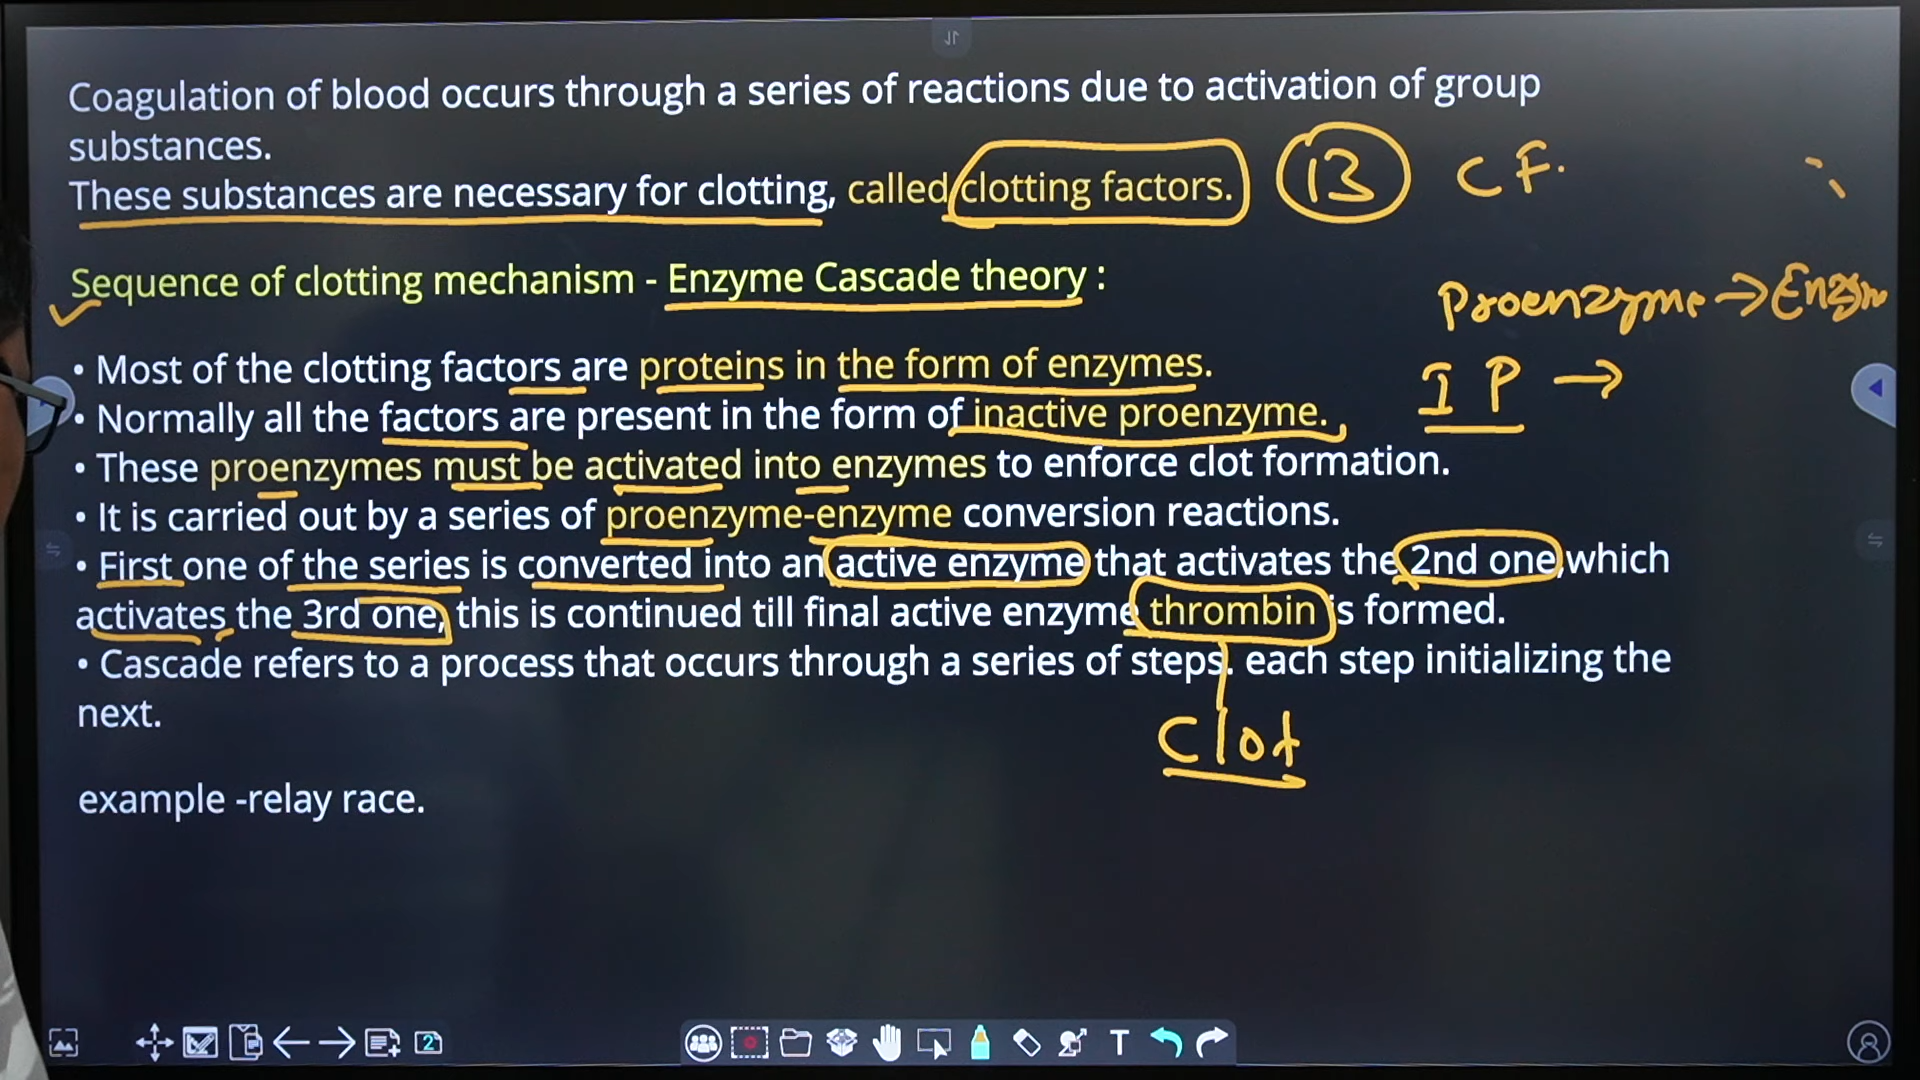 Coagulation of blood occurs through a series of reactions due to activation of group
substances.
These substances are necessary for clotting, called clotting factors. 13 CF.
Sequence of clotting mechanism - Enzyme Cascade theory :
Proenzyme → Enzym
• Most of the clotting factors are proteins in the form of enzymes.
I P →
• Normally all the factors are present in the form of inactive proenzyme.
• These proenzymes must be activated into enzymes to enforce clot formation.
• It is carried out by a series of proenzyme-enzyme conversion reactions.
• First one of the series is converted into an active enzyme that activates the 2nd one,which
activates the 3rd one, this is continued till final active enzyme thrombin is formed.
• Cascade refers to a process that occurs through a series of steps. each step initializing the
next.
Clot
example -relay race.
2
T